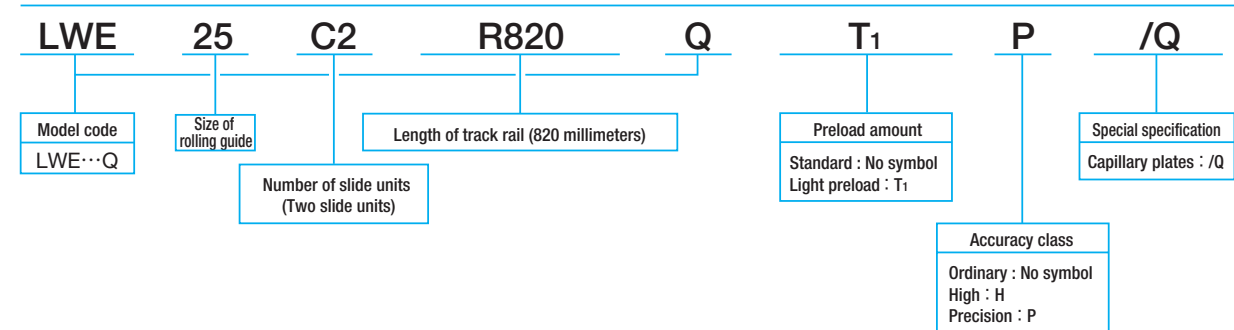 LWE 25 C2 R820 Q T1 P /Q
Model code
LWE…Q
Size of
rolling guide
Number of slide units
(Two slide units)
Length of track rail (820 millimeters)
Preload amount
Standard : No symbol
Light preload : T1
Accuracy class
Ordinary : No symbol
High : H
Precision : P
Special specification
Capillary plates : /Q